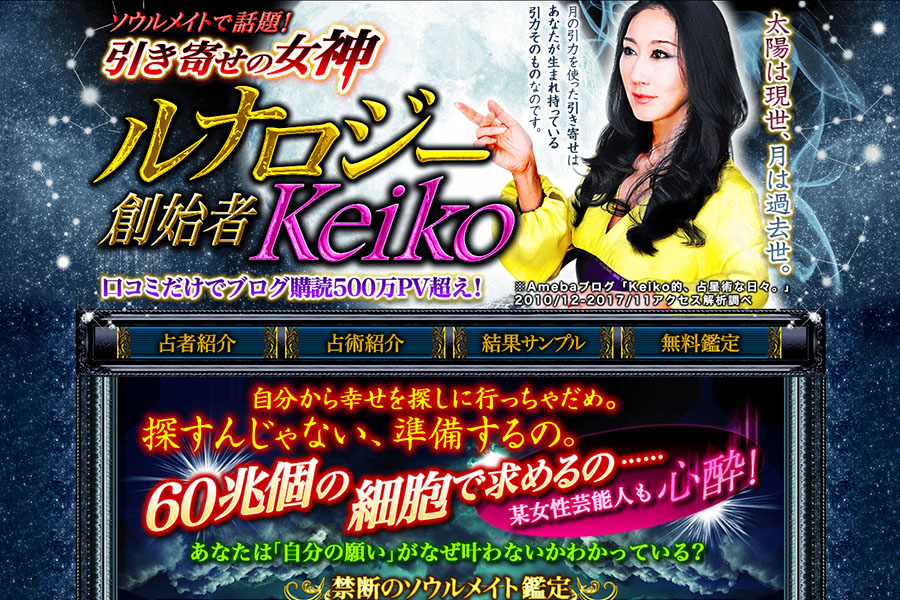 ソウルメイトで話題!
引き寄せの女神
ルナロジー
創始者Keiko
口コミだけでブログ購読500万PV超え!
月の引力を使った引き寄せは
あなたが生まれ持っている
引力そのものなのです。
太陽は現世、月は過去世。
※Amebaブログ「Keiko的、占星術な日々。」
2010/12-2017/11アクセス解析調べ
占者紹介
占術紹介
結果サンプル
無料鑑定
自分から幸せを探しに行っちゃだめ。
探すんじゃない、準備するの。
60兆個の細胞で求めるの……
某女性芸能人も心酔!
あなたは「自分の願い」がなぜ叶わないかわかっている?
禁断のソウルメイト鑑定